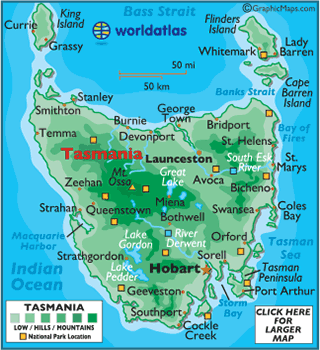 ©GraphicMaps.com
Bass Strait
worldatlas
Currie
King
Island
Grassy
Flinders
Island
Whitemark
Lady
Barren
Cape
Barren
Island
50 mi
50 km
Banks Strait
Stanley
Smithton
Burnie
George
Town
Devonport
Bridport
Bay of
Fires
Temma
Tasmania
Launceston
St. Helens
South Esk
River
St.
Marys
Mt
Ossa
Great
Lake
Avoca
Bicheno
Zeehan
Miena
Strahan
Queenstown
Bothwell
Swansea
Coles
Bay
Macquarie
Harbor
Lake
Gordon
River
Derwent
Orford
Tasman
Sea
Strathgordon
Sorell
Indian
Ocean
Lake
Pedder
Hobart
Tasman
Peninsula
Port Arthur
Geeveston
Storm
Bay
Southport
Cockle
Creek
TASMANIA
LOW / HILLS / MOUNTAINS
National Park Location
CLICK HERE
FOR
LARGER
MAP